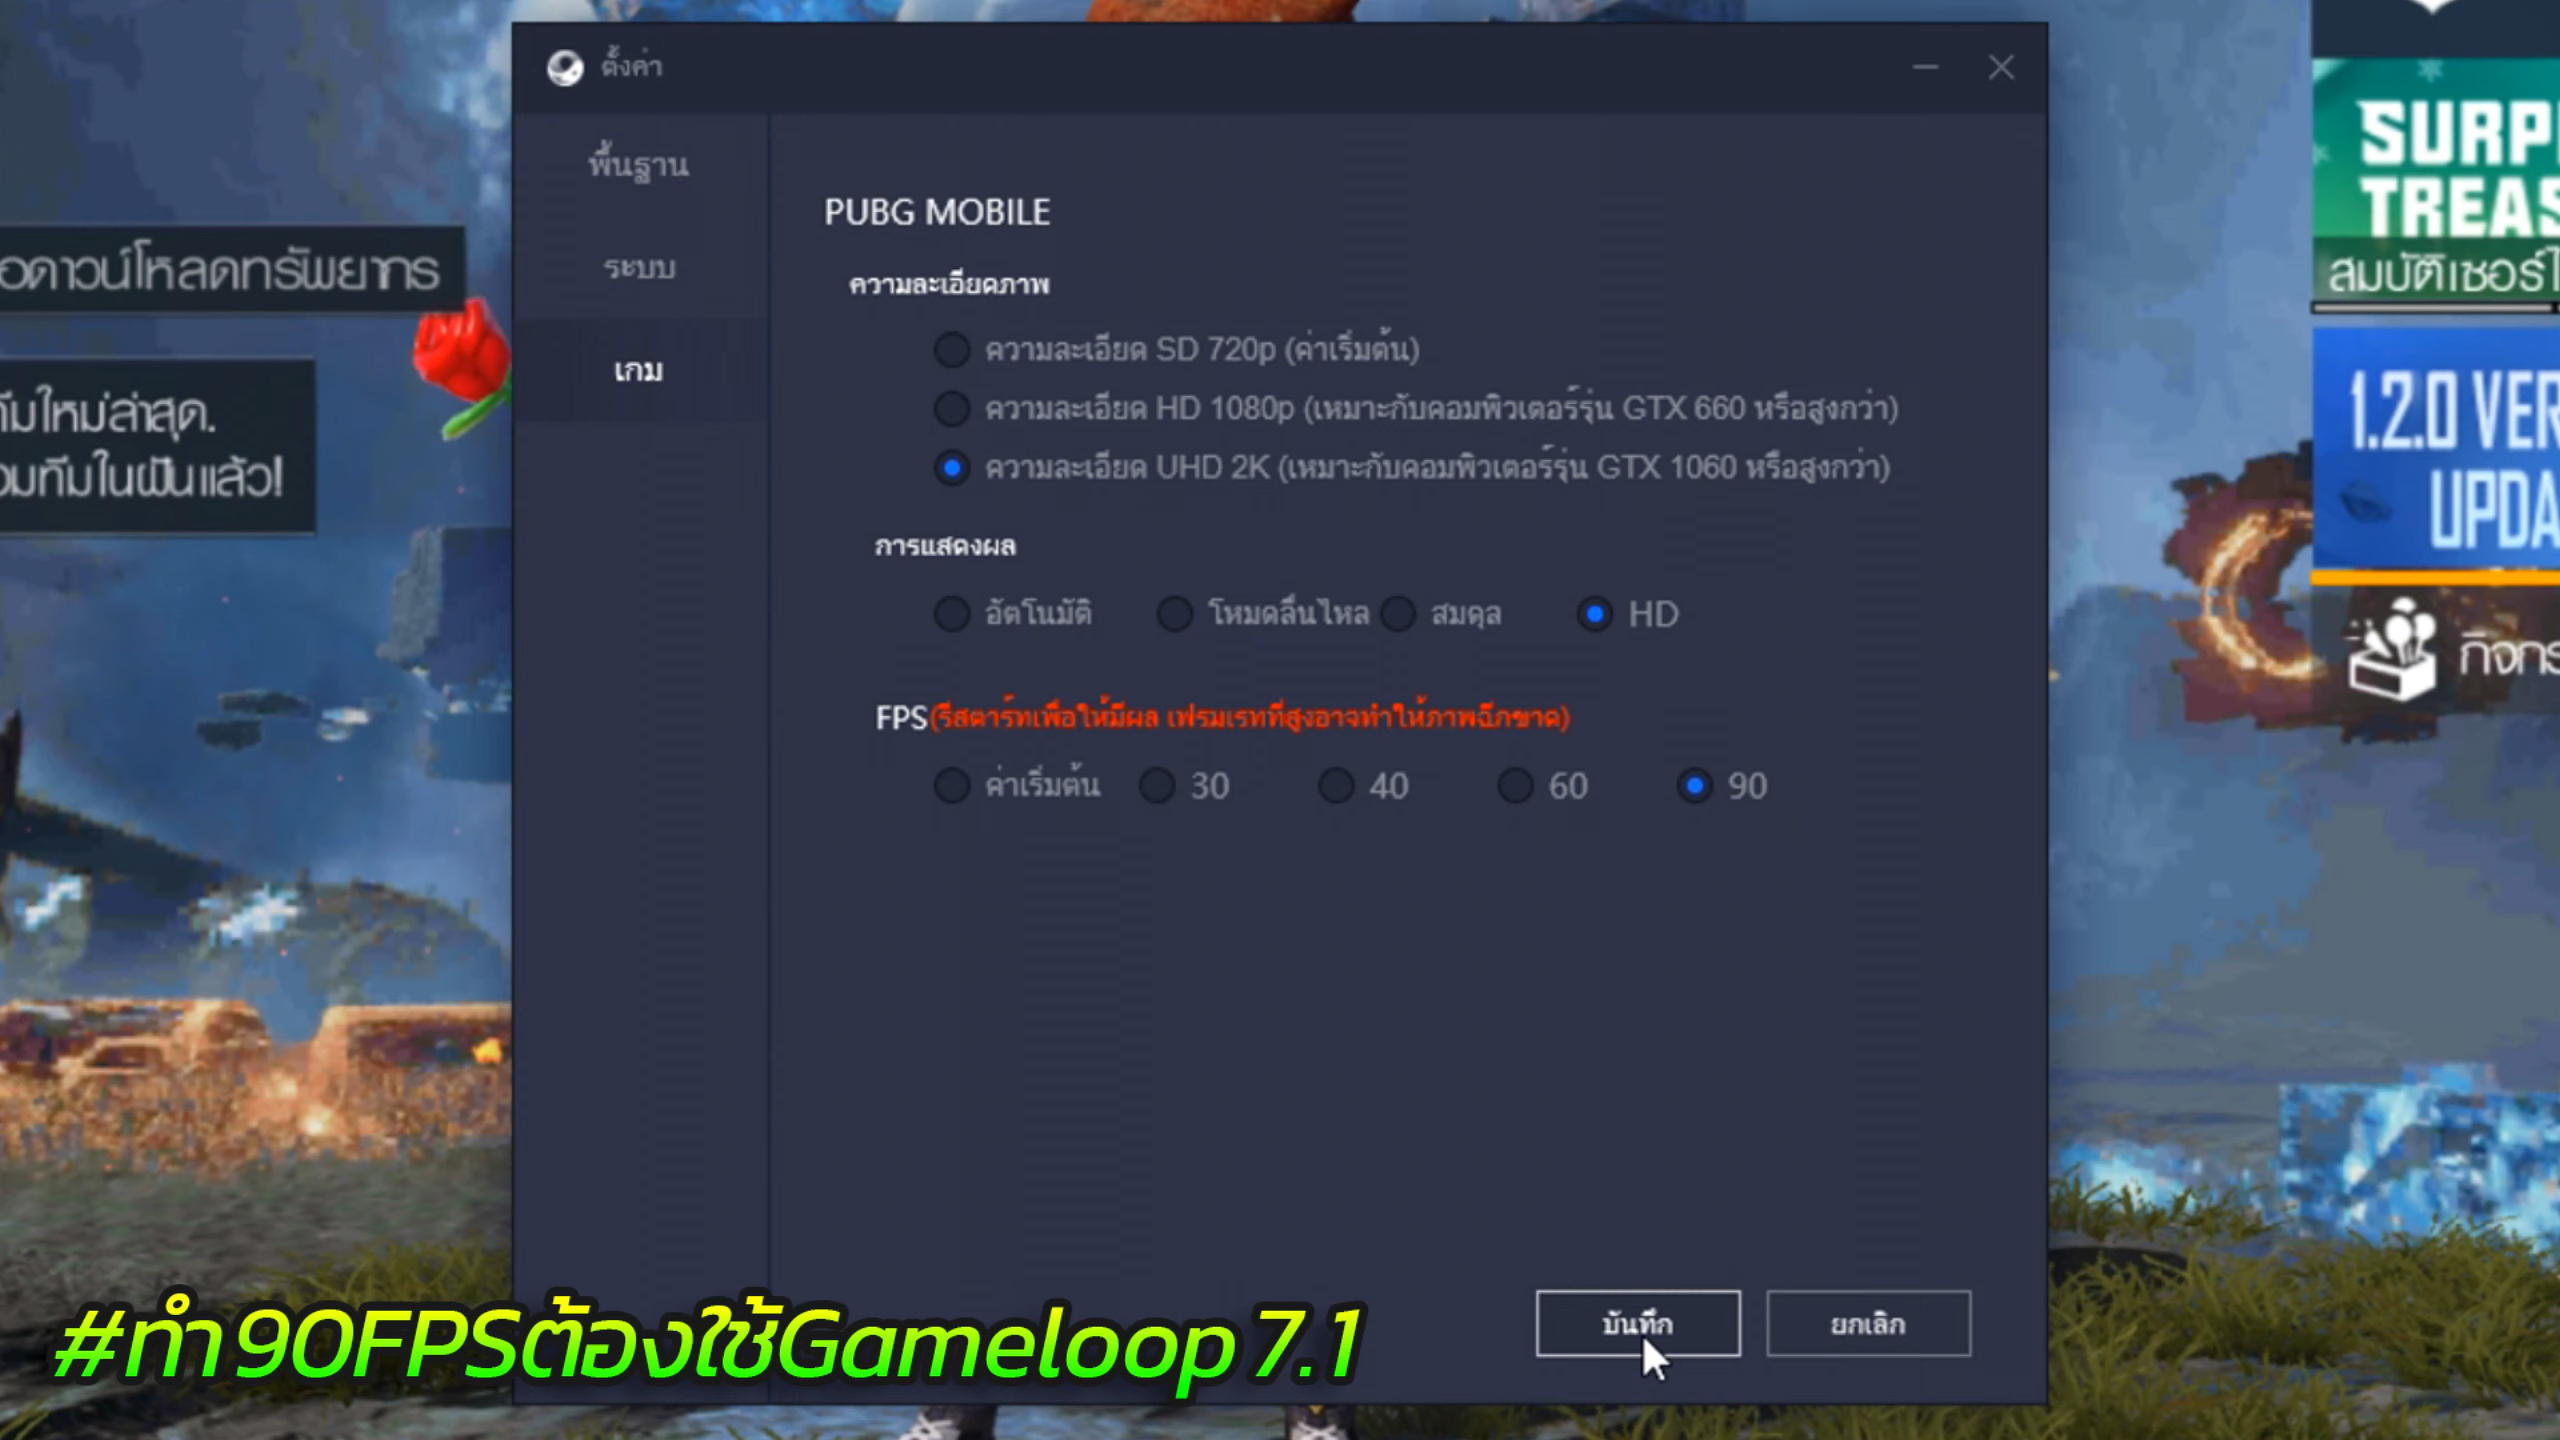 ตั้งค่า
พื้นฐาน
ระบบ
เกม
PUBG MOBILE
ความละเอียดภาพ
ความละเอียด SD 720p (ค่าเริ่มต้น)
ความละเอียด HD 1080p (เหมาะกับคอมพิวเตอร์รุ่น GTX 660 หรือสูงกว่า)
ความละเอียด UHD 2K (เหมาะกับคอมพิวเตอร์รุ่น GTX 1060 หรือสูงกว่า)
การแสดงผล
อัตโนมัติ โหมดลื่นไหล สมดุล HD
FPS(รีสตาร์ทเพื่อให้มีผล เฟรมเรทที่สูงอาจทำให้ภาพฉีกขาด)
ค่าเริ่มต้น 30 40 60 90
บันทึก ยกเลิก
ดาวน์โหลดทรัพยากร
ใหม่ล่าสุด.
ทีมในฝันแล้ว!
SURP
TREAS
สมบัติเซอร์ไ
1.2.0 VER
UPDA
กิจกร
#ทำ90FPSต้องใช้Gameloop 7.1